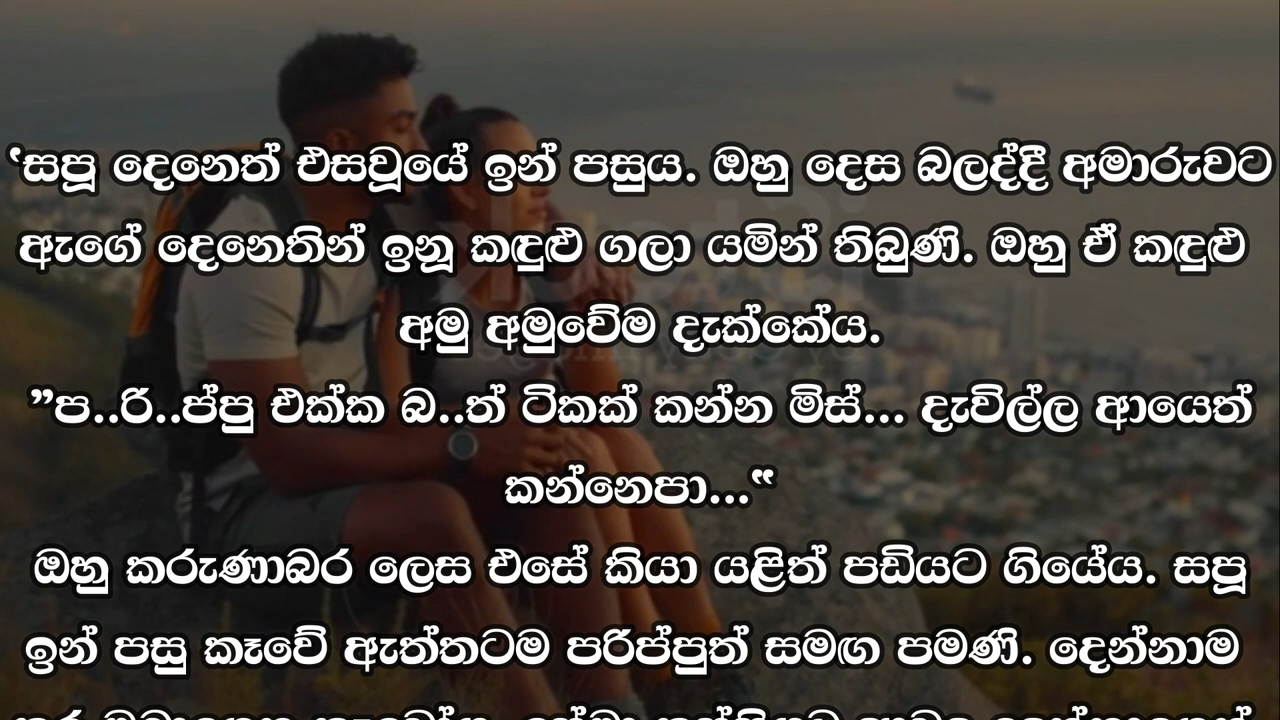 ‛සපූ දෙනෙත් එසවූයේ ඉන් පසුය. ඔහු දෙස බලද්දී අමාරුවට
ඇගේ දෙනෙතින් ඉනූ කඳුළු ගලා යමින් තිබුණි. ඔහු ඒ කඳුළු
අමු අමුවේම දැක්කේය.
”ප..රි..ප්පු එක්ක බ..ත් ටිකක් කන්න මිස්... දැවිල්ල ආයෙත්
කන්නෙපා...‟
ඔහු කරුණාබර ලෙස එසේ කියා යළිත් පඩියට ගියේය. සපූ
ඉන් පසු කෑවේ ඇත්තටම පරිප්පුත් සමඟ පමණි. දෙන්නාම